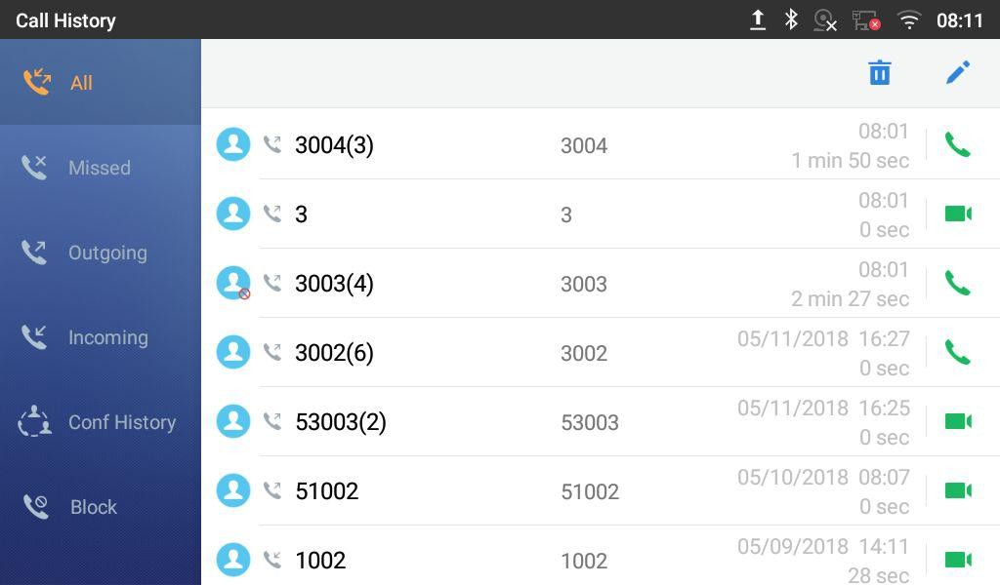 Call History
08:11
All
Missed
Outgoing
Incoming
Conf History
Block
3004(3) 3004 08:01
1 min 50 sec
3 3 08:01
0 sec
3003(4) 3003 08:01
2 min 27 sec
3002(6) 3002 05/11/2018 16:27
0 sec
53003(2) 53003 05/11/2018 16:25
0 sec
51002 51002 05/10/2018 08:07
0 sec
1002 1002 05/09/2018 14:11
28 sec